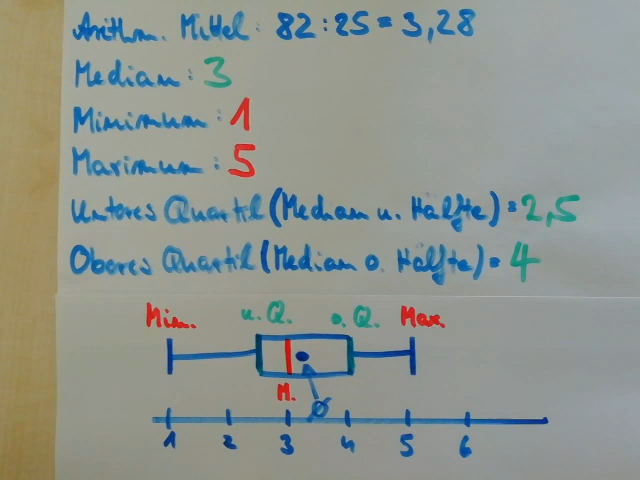 Arithm. Mittel: 82:25=3,28
Median: 3
Minimum: 1
Maximum: 5
Unteres Quartil (Median u. Hälfte)=2,5
Oberes Quartil (Median o. Hälfte)=4
Min. u.Q. o.Q. Max.
M. Ø
1 2 3 4 5 6